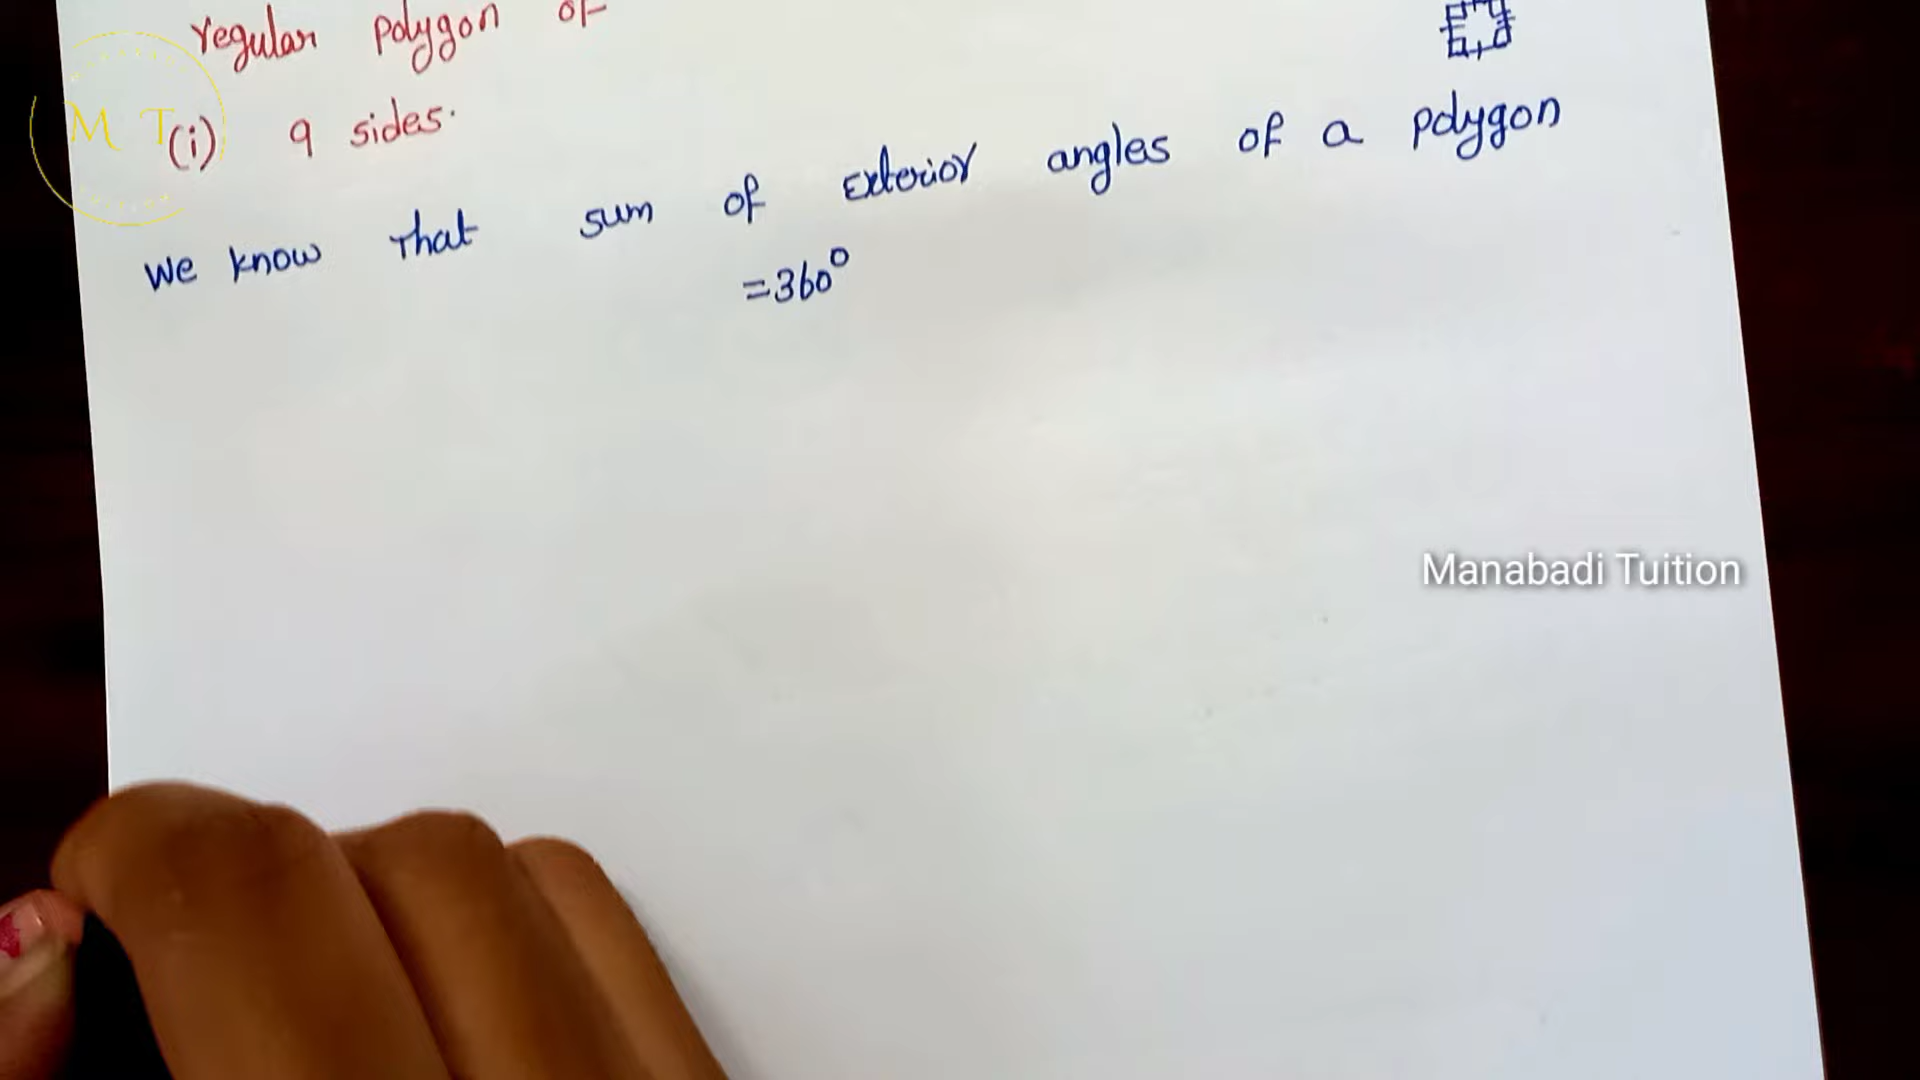 regular polygon of
M T
(i) 9 sides.
We know that sum of exterior angles of a polygon
=360°
Manabadi Tuition